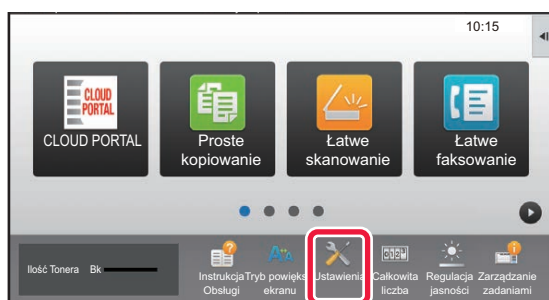 10:15
CLOUD
PORTAL
CLOUD PORTAL
Proste
kopiowanie
Łatwe
skanowanie
Łatwe
faksowanie
Ilość Tonera Bk
Instrukcja
Obsługi
Tryb powięks
ekranu
Ustawienia
Całkowita
liczba
Regulacja
jasności
Zarządzanie
zadaniami